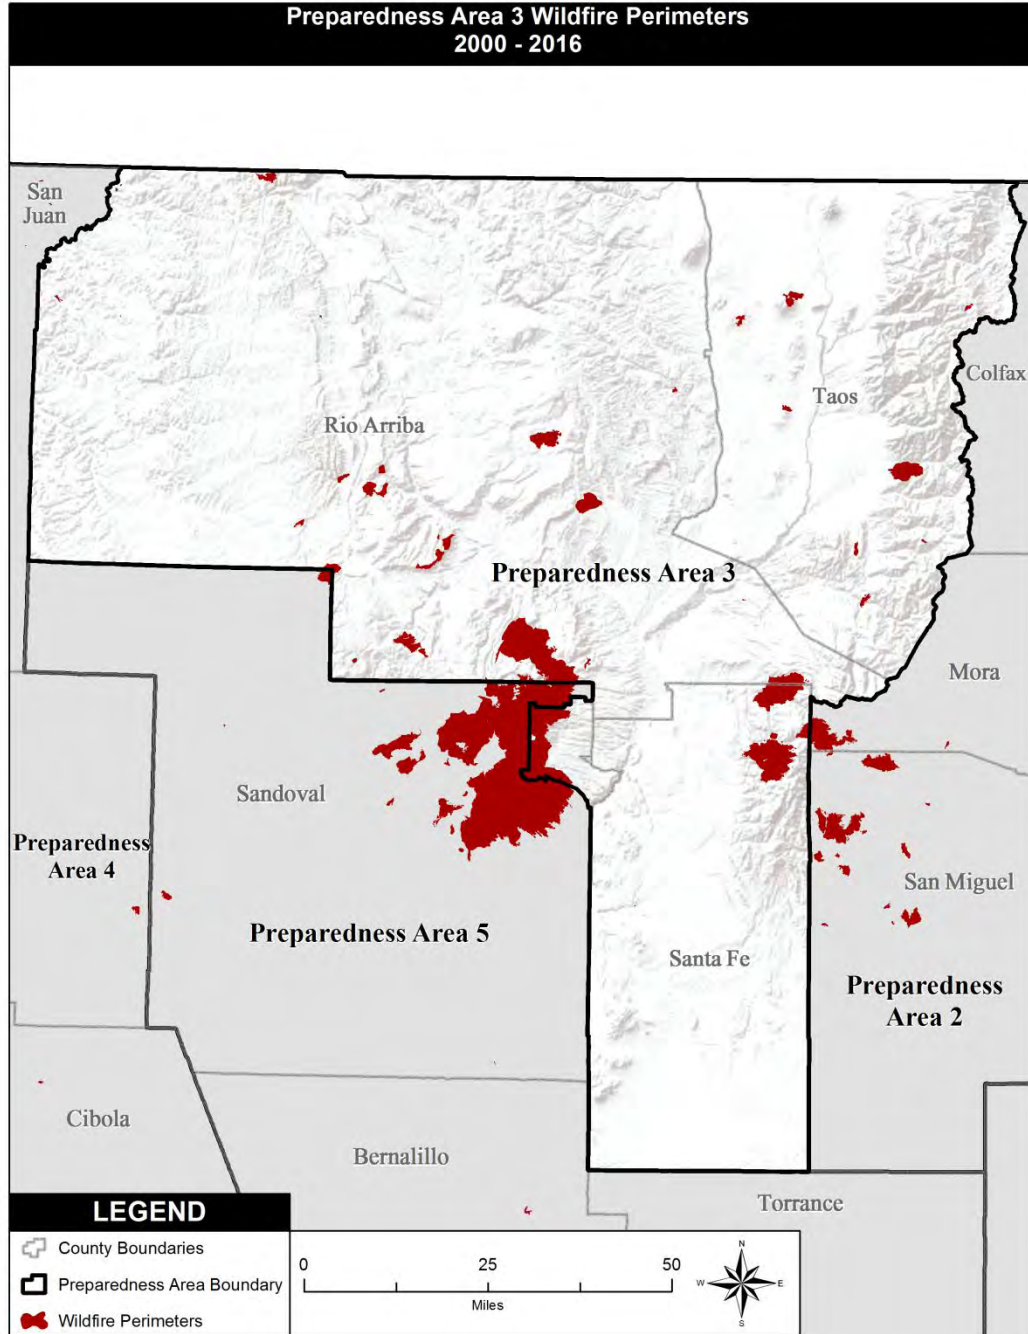 Preparedness Area 3 Wildfire Perimeters
2000 - 2016
San
Juan
Colfax
Taos
Rio Arriba
Preparedness Area 3
Mora
Sandoval
Preparedness
Area 4
San Miguel
Preparedness Area 5
Santa Fe
Preparedness
Area 2
Cibola
Bernalillo
Torrance
LEGEND
County Boundaries
Preparedness Area Boundary
Wildfire Perimeters
0 25 50
Miles
N
W E
S